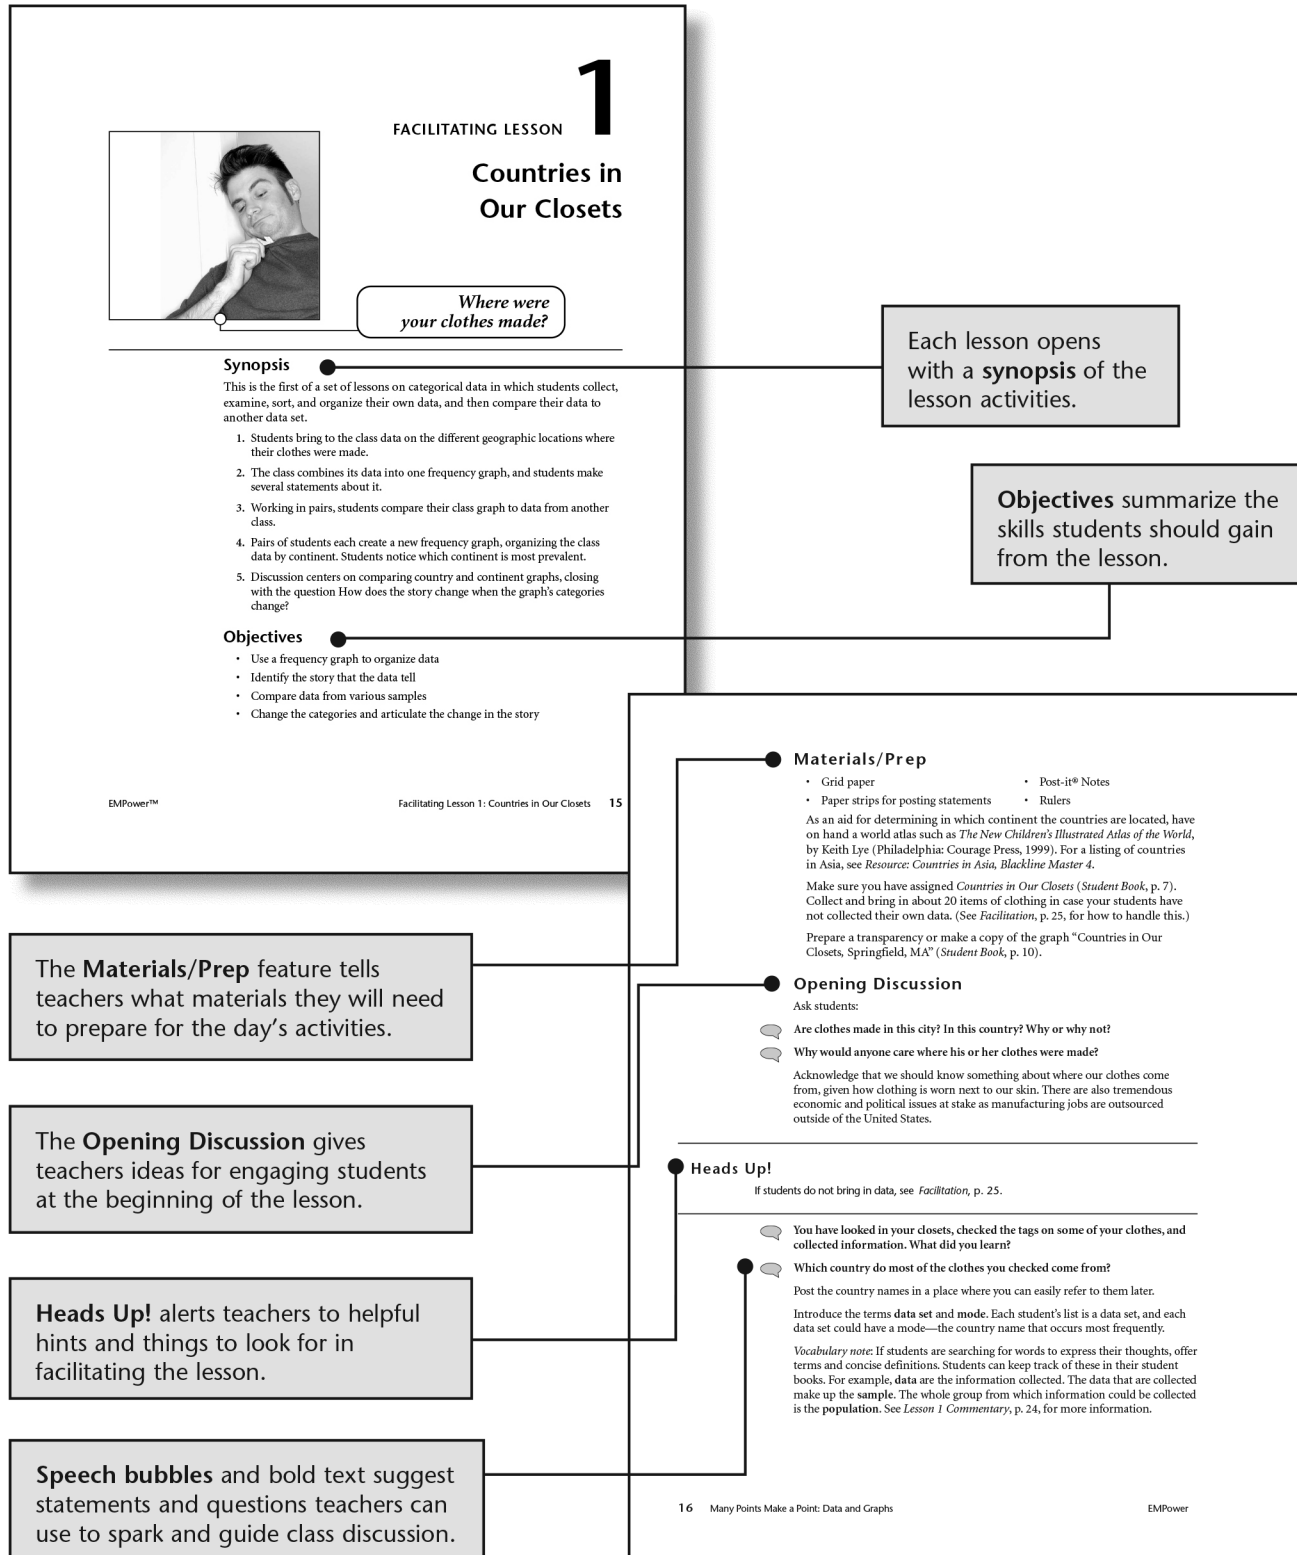 1
FACILITATING LESSON
Countries in
Our Closets
Where were
your clothes made?
Synopsis
This is the first of a set of lessons on categorical data in which students collect,
examine, sort, and organize their own data, and then compare their data to
another data set.
1. Students bring to the class data on the different geographic locations where
their clothes were made.
2. The class combines its data into one frequency graph, and students make
several statements about it.
3. Working in pairs, students compare their class graph to data from another
class.
4. Pairs of students each create a new frequency graph, organizing the class
data by continent. Students notice which continent is most prevalent.
5. Discussion centers on comparing country and continent graphs, closing
with the question How does the story change when the graph's categories
change?
Objectives
• Use a frequency graph to organize data
• Identify the story that the data tell
• Compare data from various samples
• Change the categories and articulate the change in the story
EMPower™ Facilitating Lesson 1: Countries in Our Closets 15
Each lesson opens
with a synopsis of the
lesson activities.
Objectives summarize the
skills students should gain
from the lesson.
Materials/Prep
• Grid paper • Post-it® Notes
• Paper strips for posting statements • Rulers
As an aid for determining in which continent the countries are located, have
on hand a world atlas such as The New Children's Illustrated Atlas of the World,
by Keith Lye (Philadelphia: Courage Press, 1999). For a listing of countries
in Asia, see Resource: Countries in Asia, Blackline Master 4.
Make sure you have assigned Countries in Our Closets (Student Book, p. 7).
Collect and bring in about 20 items of clothing in case your students have
not collected their own data. (See Facilitation, p. 25, for how to handle this.)
Prepare a transparency or make a copy of the graph “Countries in Our
Closets, Springfield, MA” (Student Book, p. 10).
Opening Discussion
Ask students:
Are clothes made in this city? In this country? Why or why not?
Why would anyone care where his or her clothes were made?
Acknowledge that we should know something about where our clothes come
from, given how clothing is worn next to our skin. There are also tremendous
economic and political issues at stake as manufacturing jobs are outsourced
outside of the United States.
Heads Up!
If students do not bring in data, see Facilitation, p. 25.
You have looked in your closets, checked the tags on some of your clothes, and
collected information. What did you learn?
Which country do most of the clothes you checked come from?
Post the country names in a place where you can easily refer to them later.
Introduce the terms data set and mode. Each student's list is a data set, and each
data set could have a mode—the country name that occurs most frequently.
Vocabulary note: If students are searching for words to express their thoughts, offer
terms and concise definitions. Students can keep track of these in their student
books. For example, data are the information collected. The data that are collected
make up the sample. The whole group from which information could be collected
is the population. See Lesson 1 Commentary, p. 24, for more information.
16 Many Points Make a Point: Data and Graphs EMPower
The Materials/Prep feature tells
teachers what materials they will need
to prepare for the day's activities.
The Opening Discussion gives
teachers ideas for engaging students
at the beginning of the lesson.
Heads Up! alerts teachers to helpful
hints and things to look for in
facilitating the lesson.
Speech bubbles and bold text suggest
statements and questions teachers can
use to spark and guide class discussion.